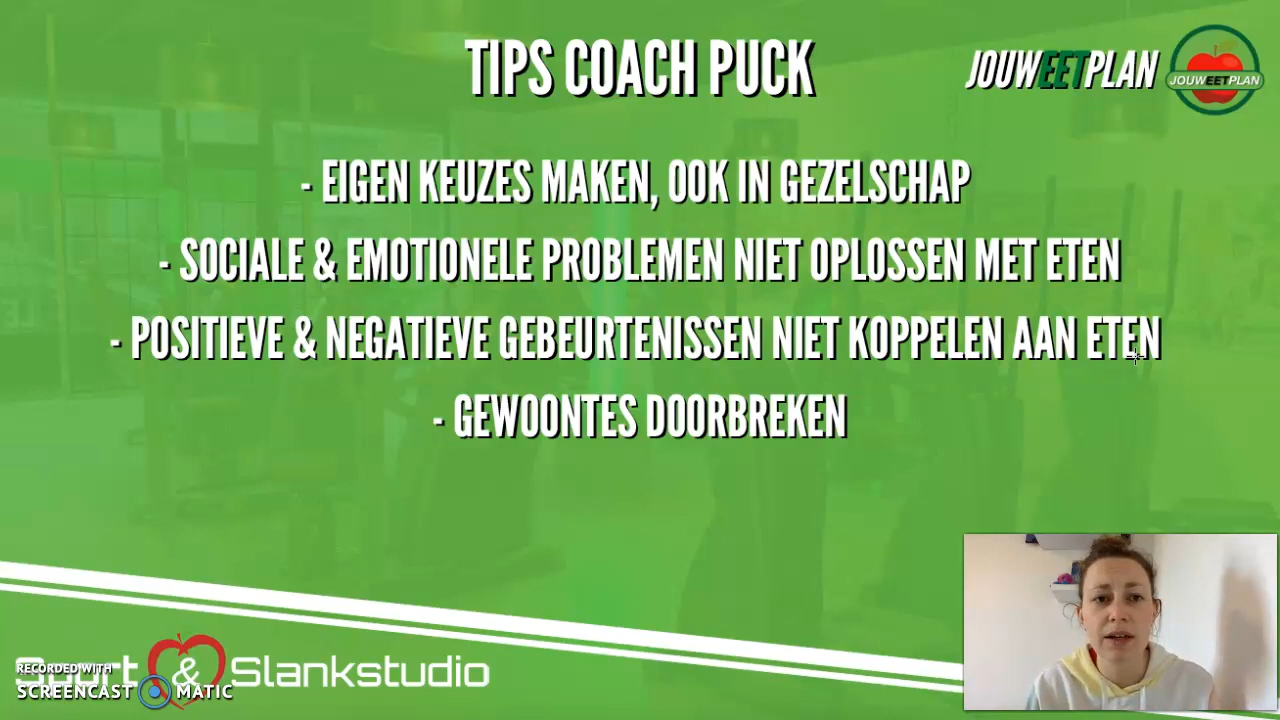 TIPS COACH PUCK
JOUWEETPLAN
JOUWEETPLAN
- EIGEN KEUZES MAKEN, OOK IN GEZELSCHAP
- SOCIALE & EMOTIONELE PROBLEMEN NIET OPLOSSEN MET ETEN
- POSITIEVE & NEGATIEVE GEBEURTENISSEN NIET KOPPELEN AAN ETEN
- GEWOONTES DOORBREKEN
Sport & Slankstudio
RECORDED WITH
SCREENCAST MATIC